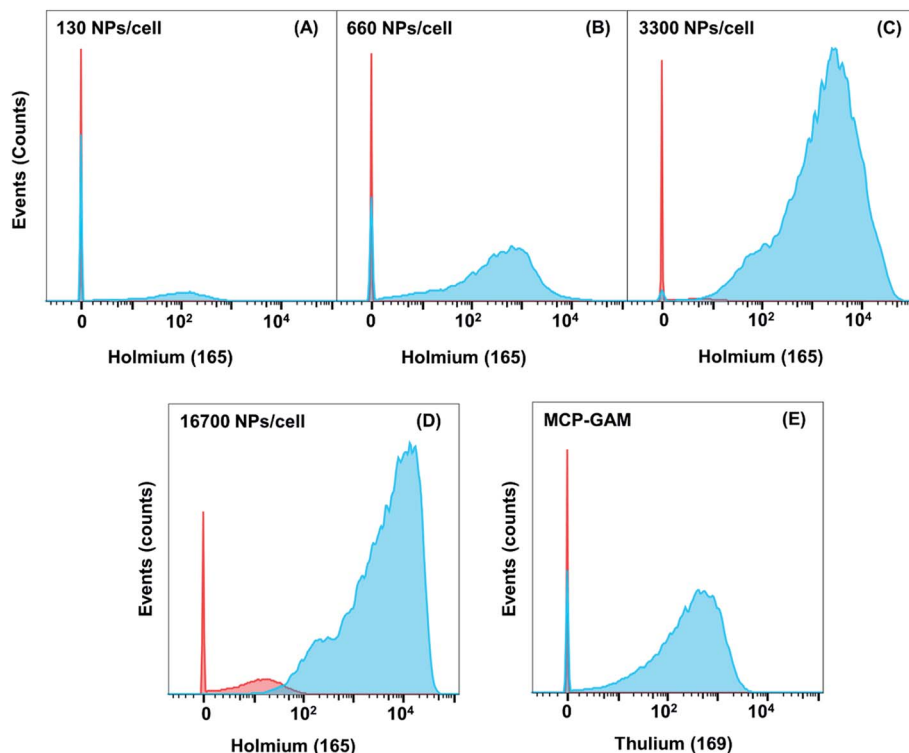 130 NPs/cell (A) 660 NPs/cell (B) 3300 NPs/cell (C)
Events (Counts)
0 10² 10⁴ 0 10² 10⁴ 0 10² 10⁴
Holmium (165) Holmium (165) Holmium (165)
16700 NPs/cell (D) MCP-GAM (E)
Events (counts) Events (counts)
0 10² 10⁴ 0 10² 10⁴
Holmium (165) Thulium (169)